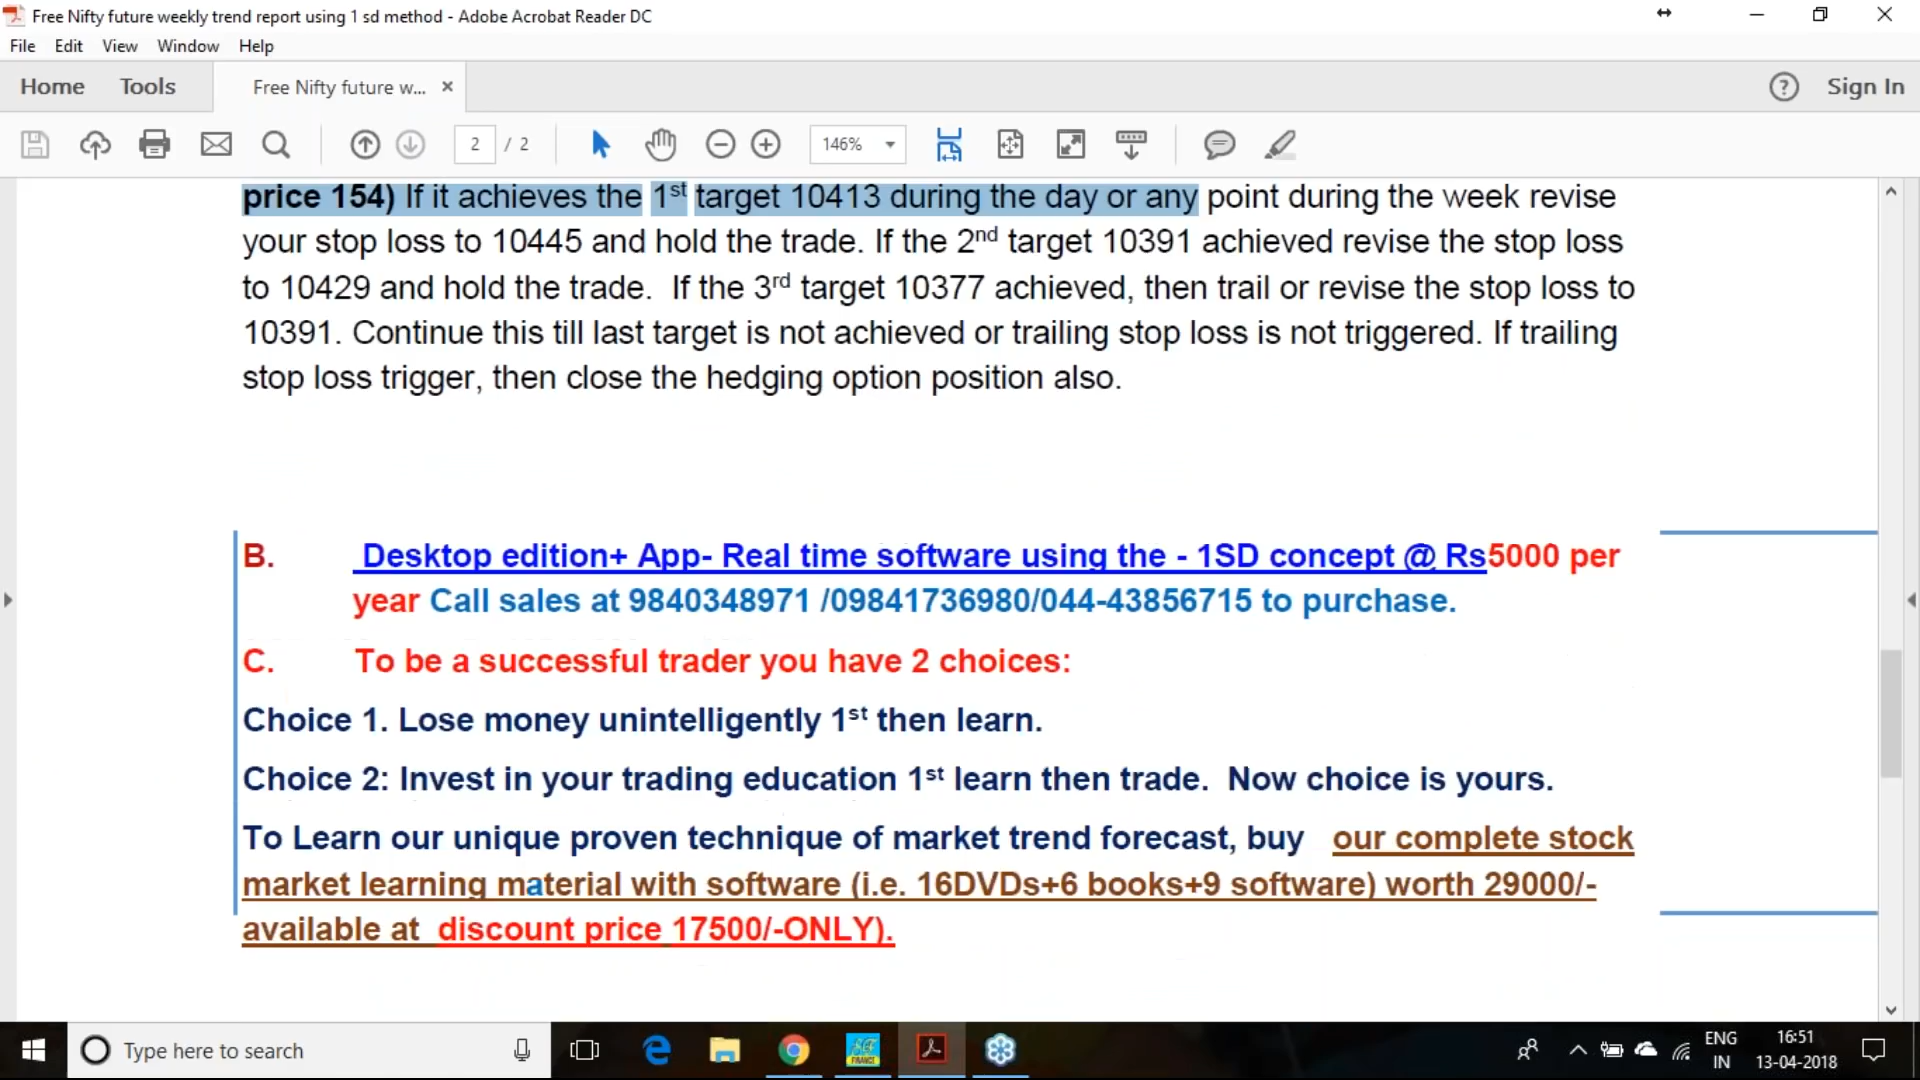 Free Nifty future weekly trend report using 1 sd method - Adobe Acrobat Reader DC
File Edit View Window Help
Home Tools Free Nifty future w... × ? Sign In
2 / 2 146%
price 154) If it achieves the 1st target 10413 during the day or any point during the week revise
your stop loss to 10445 and hold the trade. If the 2nd target 10391 achieved revise the stop loss
to 10429 and hold the trade.  If the 3rd target 10377 achieved, then trail or revise the stop loss to
10391. Continue this till last target is not achieved or trailing stop loss is not triggered. If trailing
stop loss trigger, then close the hedging option position also.
B. Desktop edition+ App- Real time software using the - 1SD concept @ Rs5000 per
year Call sales at 9840348971 /09841736980/044-43856715 to purchase.
C. To be a successful trader you have 2 choices:
Choice 1. Lose money unintelligently 1st then learn.
Choice 2: Invest in your trading education 1st learn then trade.  Now choice is yours.
To Learn our unique proven technique of market trend forecast, buy   our complete stock
market learning material with software (i.e. 16DVDs+6 books+9 software) worth 29000/-
available at  discount price 17500/-ONLY).
Type here to search
FINANCE
ENG
IN
16:51
13-04-2018